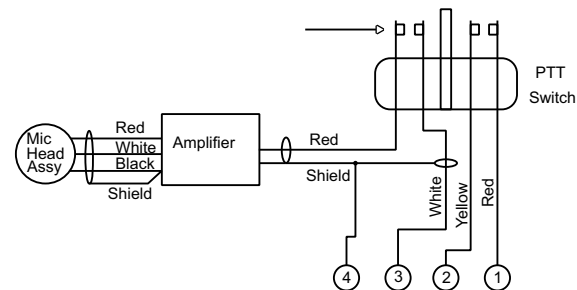 PTT
Switch
Mic
Head
Assy
Red
White
Black
Shield
Amplifier
Red
Shield
White
Yellow
Red
4
3
2
1